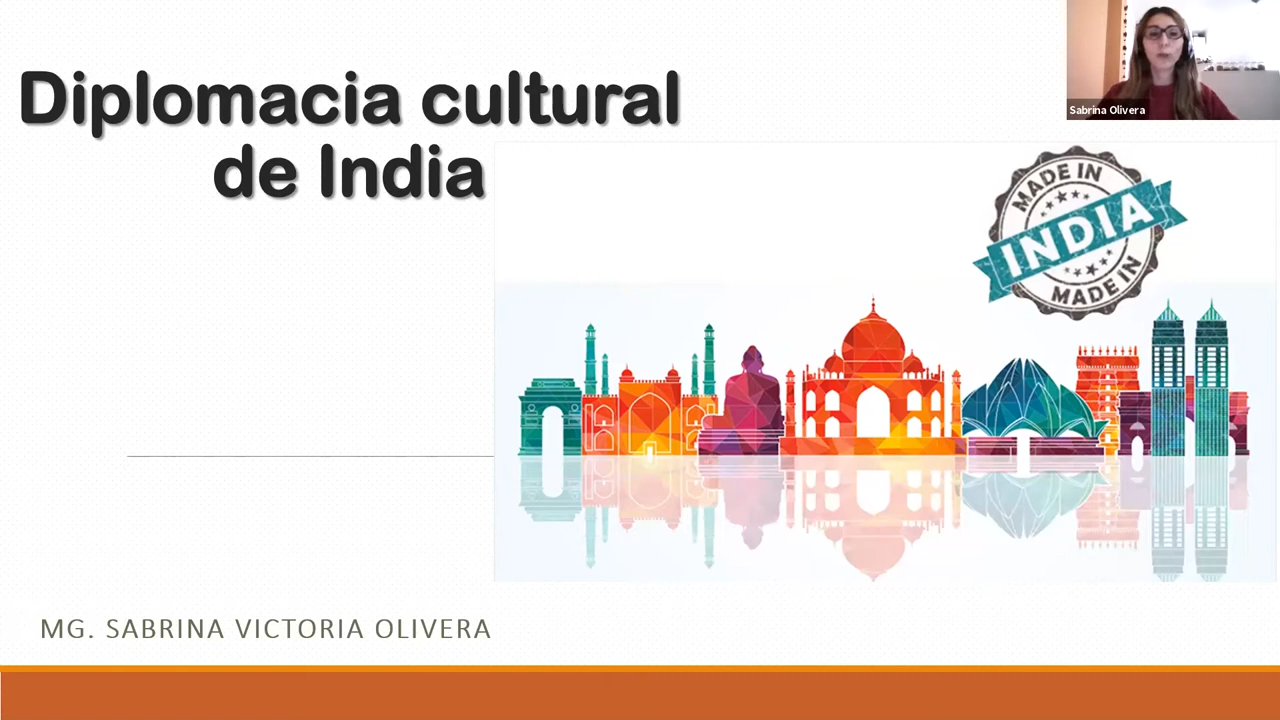 Diplomacia cultural
de India
Sabrina Olivera
MADE IN
INDIA
MADE IN
MG. SABRINA VICTORIA OLIVERA